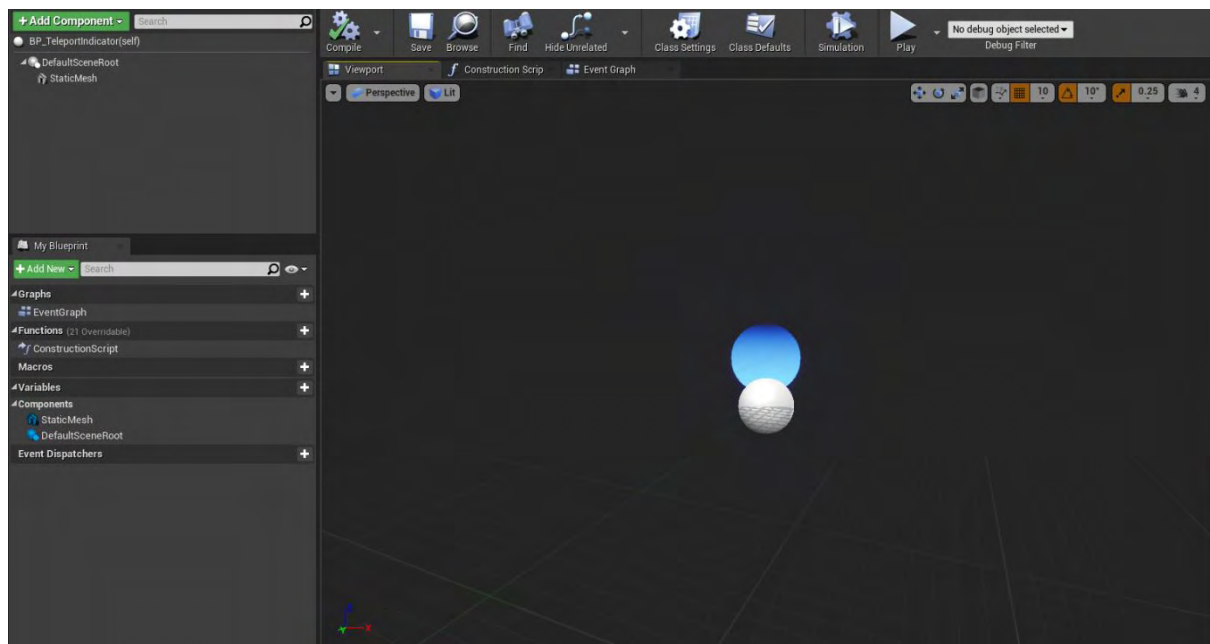 + Add Component
Search
BP_TeleportIndicator(self)
DefaultSceneRoot
StaticMesh
My Blueprint
+ Add New
Search
Graphs
EventGraph
Functions (21 Overridable)
ConstructionScript
Macros
Variables
Components
StaticMesh
DefaultSceneRoot
Event Dispatchers
Compile
Save
Browse
Find
Hide Unrelated
Class Settings
Class Defaults
Simulation
Play
No debug object selected
Debug Filter
Viewport
Construction Scrip
Event Graph
Perspective
Lit
10
10°
0.25
4
X
Y